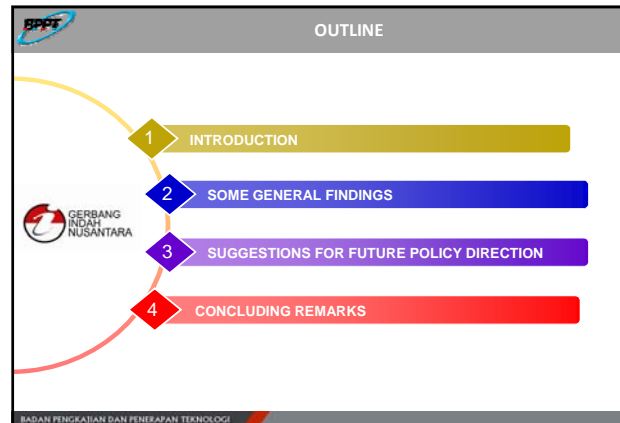 BPPT
OUTLINE
1 INTRODUCTION
2 SOME GENERAL FINDINGS
GERBANG
INDAH
NUSANTARA
3 SUGGESTIONS FOR FUTURE POLICY DIRECTION
4 CONCLUDING REMARKS
BADAN PENGKAJIAN DAN PENERAPAN TEKNOLOGI